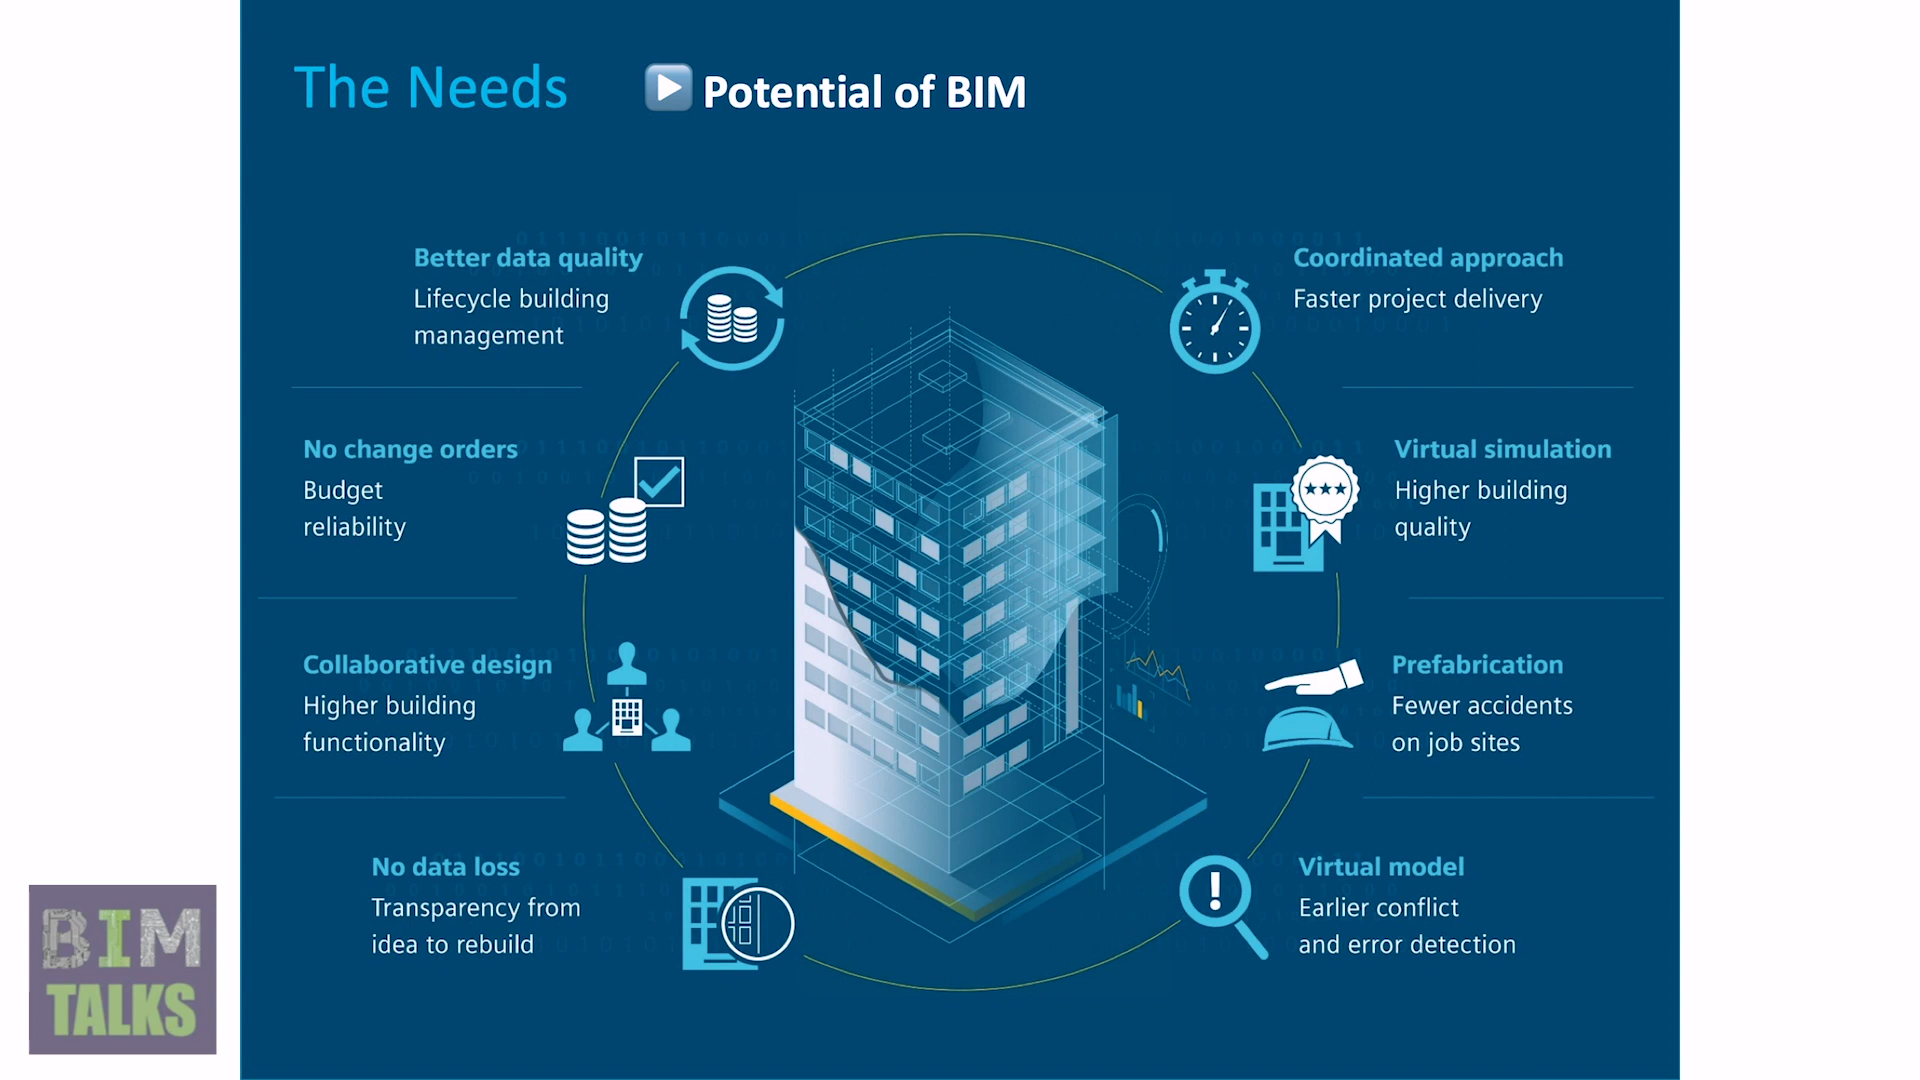 The Needs
Potential of BIM
Better data quality
Lifecycle building
management
No change orders
Budget
reliability
Collaborative design
Higher building
functionality
No data loss
Transparency from
idea to rebuild
Coordinated approach
Faster project delivery
Virtual simulation
Higher building
quality
Prefabrication
Fewer accidents
on job sites
Virtual model
Earlier conflict
and error detection
BIM
TALKS